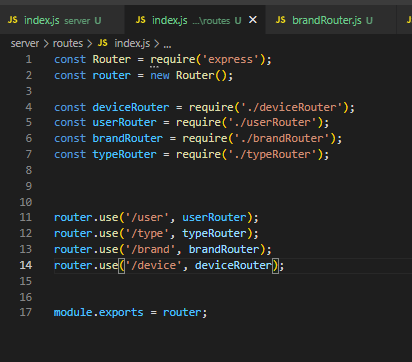 JS index.js server U
JS index.js ...\routes U
JS brandRouter.js U
server > routes > JS index.js > ...
1 const Router = require('express');
2 const router = new Router();
3
4 const deviceRouter = require('./deviceRouter');
5 const userRouter = require('./userRouter');
6 const brandRouter = require('./brandRouter');
7 const typeRouter = require('./typeRouter');
8
9
10
11 router.use('/user', userRouter);
12 router.use('/type', typeRouter);
13 router.use('/brand', brandRouter);
14 router.use('/device', deviceRouter);
15
16
17 module.exports = router;